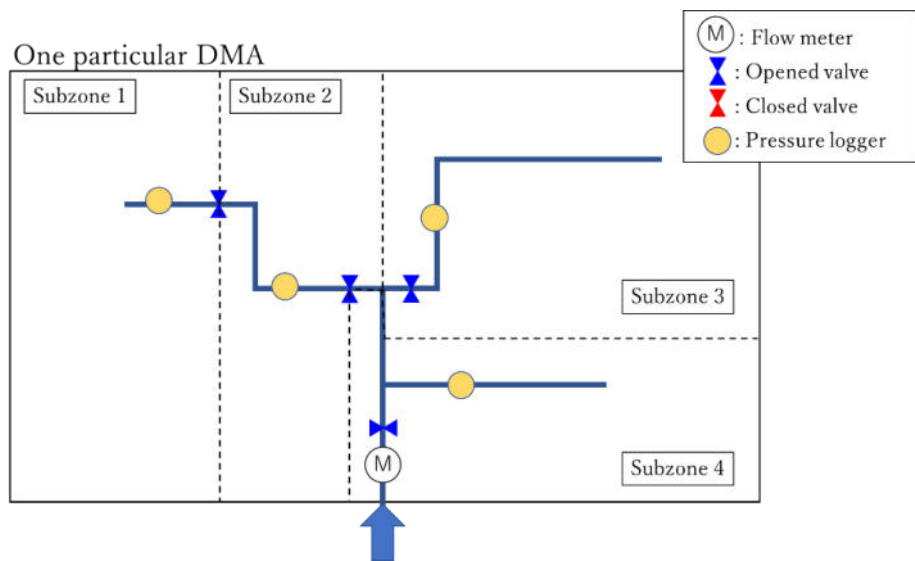 One particular DMA
Subzone 1
Subzone 2
M : Flow meter
: Opened valve
: Closed valve
: Pressure logger
Subzone 3
M
Subzone 4